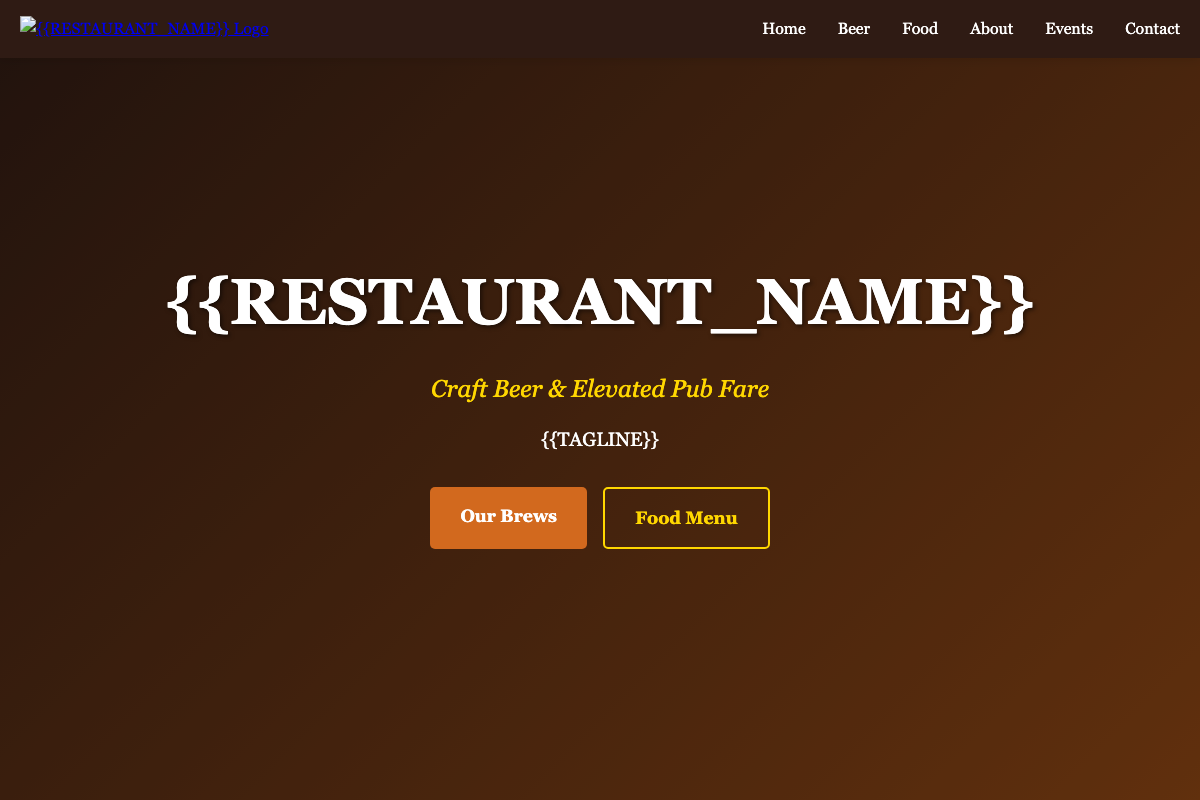 {{RESTAURANT_NAME}} Logo
Home Beer Food About Events Contact
{{RESTAURANT_NAME}}
Craft Beer & Elevated Pub Fare
{{TAGLINE}}
Our Brews Food Menu